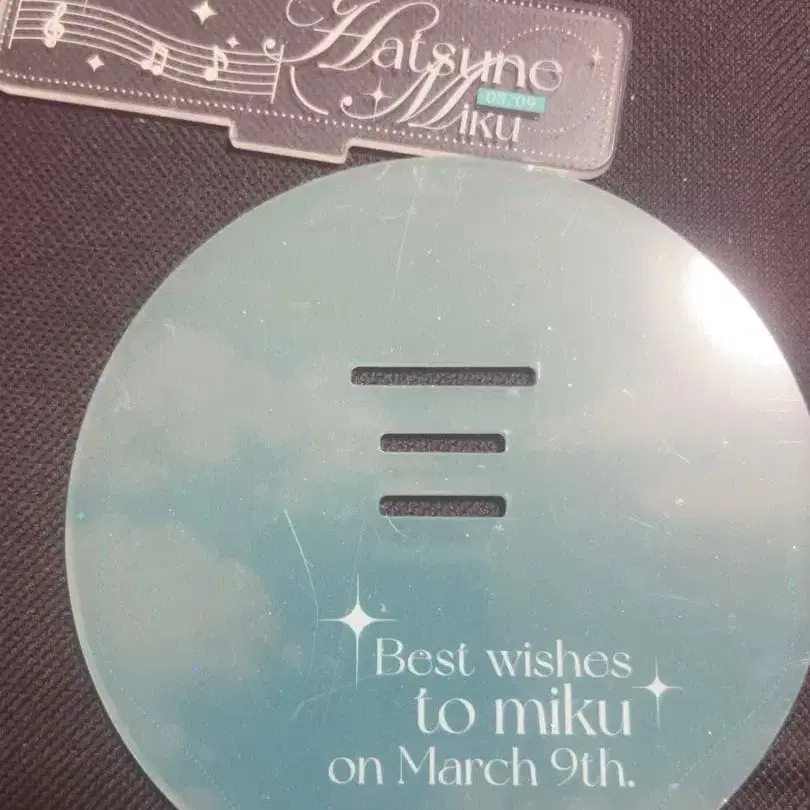 Hatsune
03.09
Miku
Best wishes
to miku
on March 9th.